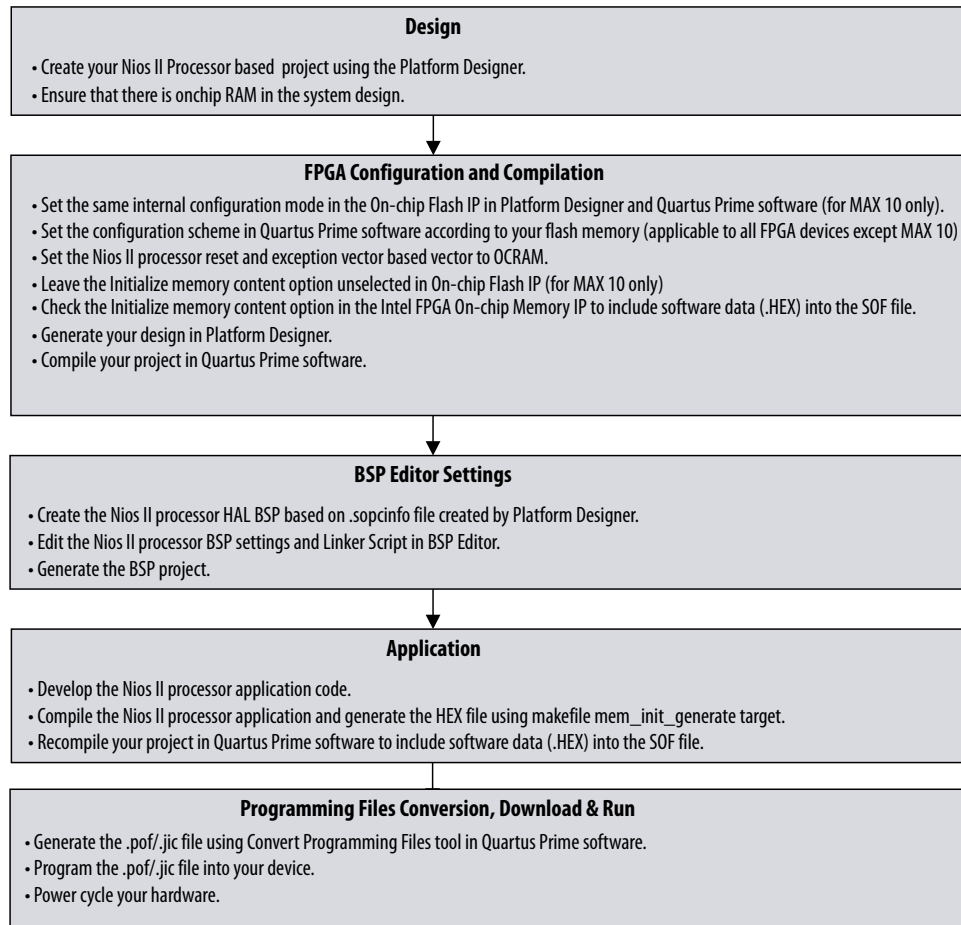 Design
• Create your Nios II Processor based project using the Platform Designer.
• Ensure that there is onchip RAM in the system design.
FPGA Configuration and Compilation
• Set the same internal configuration mode in the On-chip Flash IP in Platform Designer and Quartus Prime software (for MAX 10 only).
• Set the configuration scheme in Quartus Prime software according to your flash memory (applicable to all FPGA devices except MAX 10)
• Set the Nios II processor reset and exception vector based vector to OCRAM.
• Leave the Initialize memory content option unselected in On-chip Flash IP (for MAX 10 only)
• Check the Initialize memory content option in the Intel FPGA On-chip Memory IP to include software data (.HEX) into the SOF file.
• Generate your design in Platform Designer.
• Compile your project in Quartus Prime software.
BSP Editor Settings
• Create the Nios II processor HAL BSP based on .sopcinfo file created by Platform Designer.
• Edit the Nios II processor BSP settings and Linker Script in BSP Editor.
• Generate the BSP project.
Application
• Develop the Nios II processor application code.
• Compile the Nios II processor application and generate the HEX file using makefile mem_init_generate target.
• Recompile your project in Quartus Prime software to include software data (.HEX) into the SOF file.
Programming Files Conversion, Download & Run
• Generate the .pof/.jic file using Convert Programming Files tool in Quartus Prime software.
• Program the .pof/.jic file into your device.
• Power cycle your hardware.